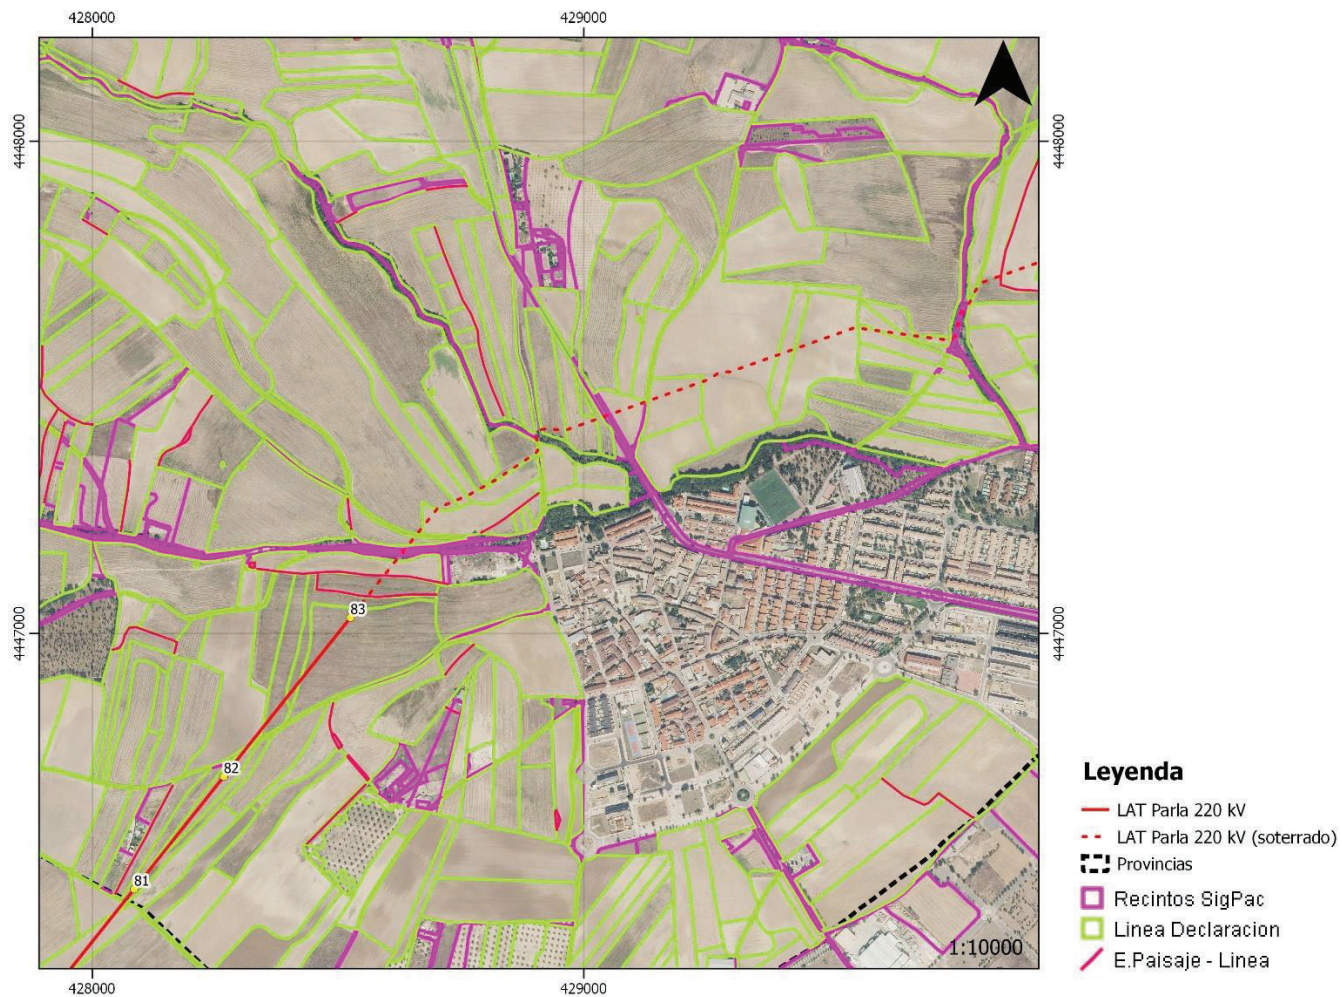 428000
429000
4448000
4448000
83
4447000
4447000
82
81
1:10000
428000
429000
Leyenda
LAT Parla 220 kV
LAT Parla 220 kV (soterrado)
Provincias
Recintos SigPac
Linea Declaracion
E.Paisaje - Linea